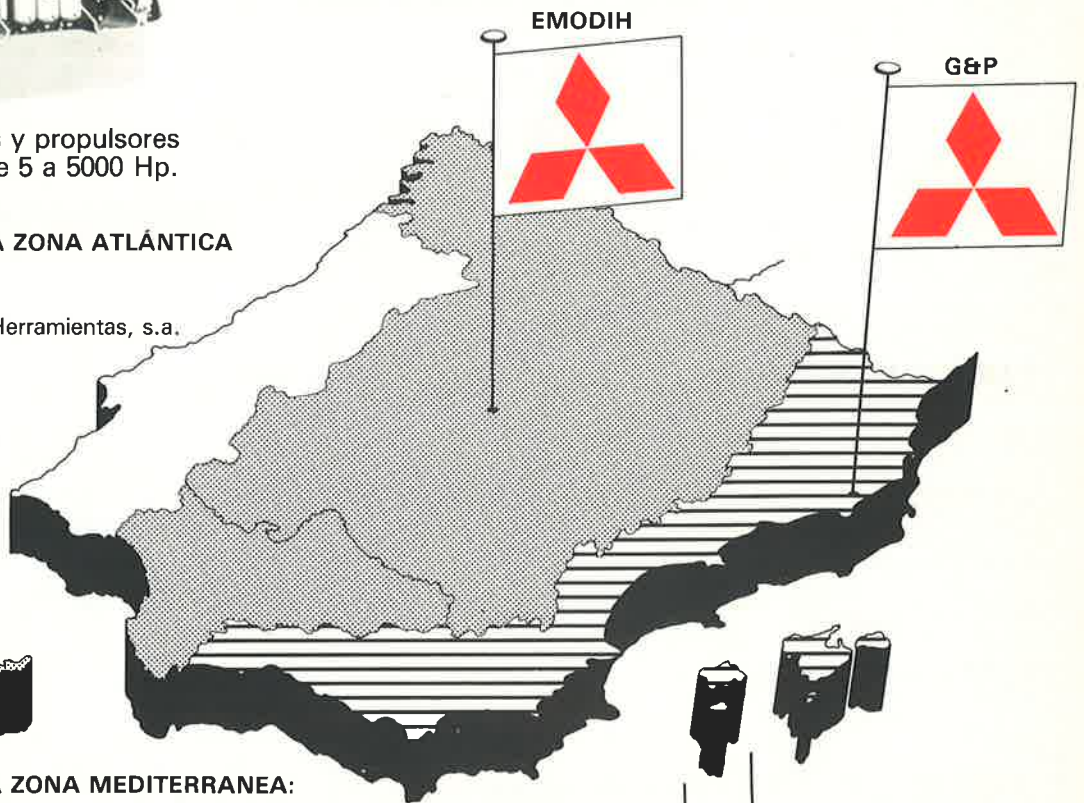 EMODIH
G&P
s y propulsores
e 5 a 5000 Hp.
A ZONA ATLÁNTICA
Herramientas, s.a.
A ZONA MEDITERRANEA: